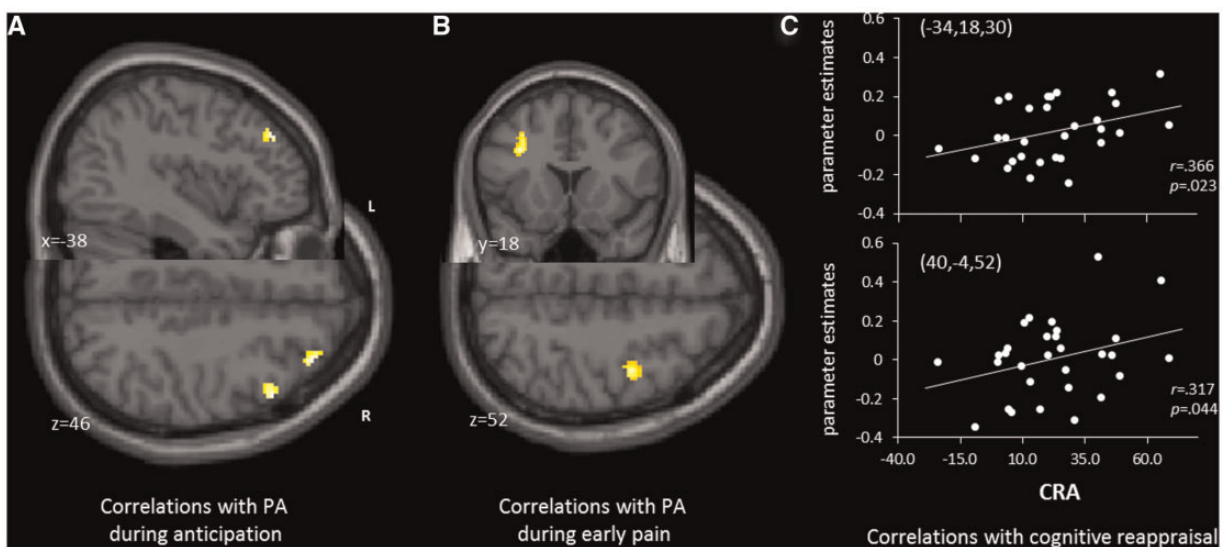 A
B
C
x=-38
L
z=46
R
Correlations with PA
during anticipation
y=18
z=52
Correlations with PA
during early pain
(-34,18,30)
parameter estimates
0.6
0.4
0.2
0
-0.2
-0.4
r=.366
p=.023
(40,-4,52)
parameter estimates
0.6
0.4
0.2
0
-0.2
-0.4
r=.317
p=.044
-40.0 -15.0 10.0 35.0 60.0
CRA
Correlations with cognitive reappraisal